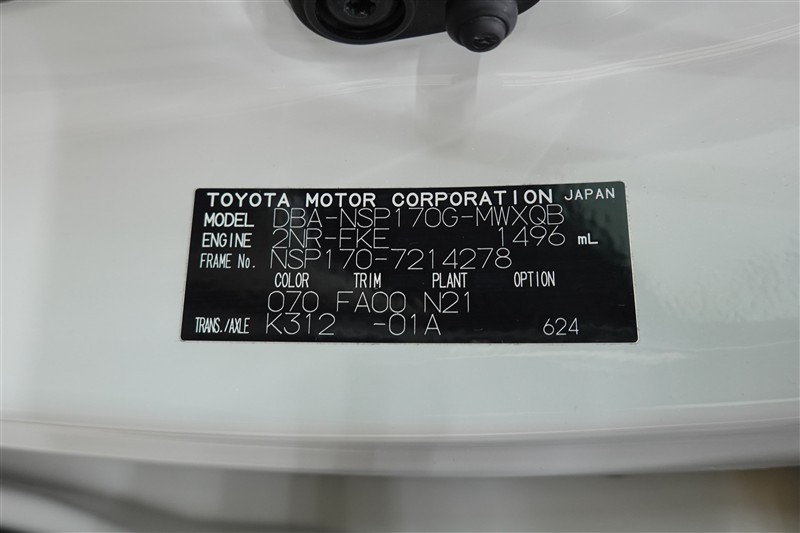 TOYOTA MOTOR CORPORATION JAPAN
MODEL DBA-NSP170G-MWXQB
ENGINE 2NR-FKE 1496 mL
FRAME No. NSP170-7214278
COLOR TRIM PLANT OPTION
070 FA00 N21
TRANS./AXLE K312 -01A 624